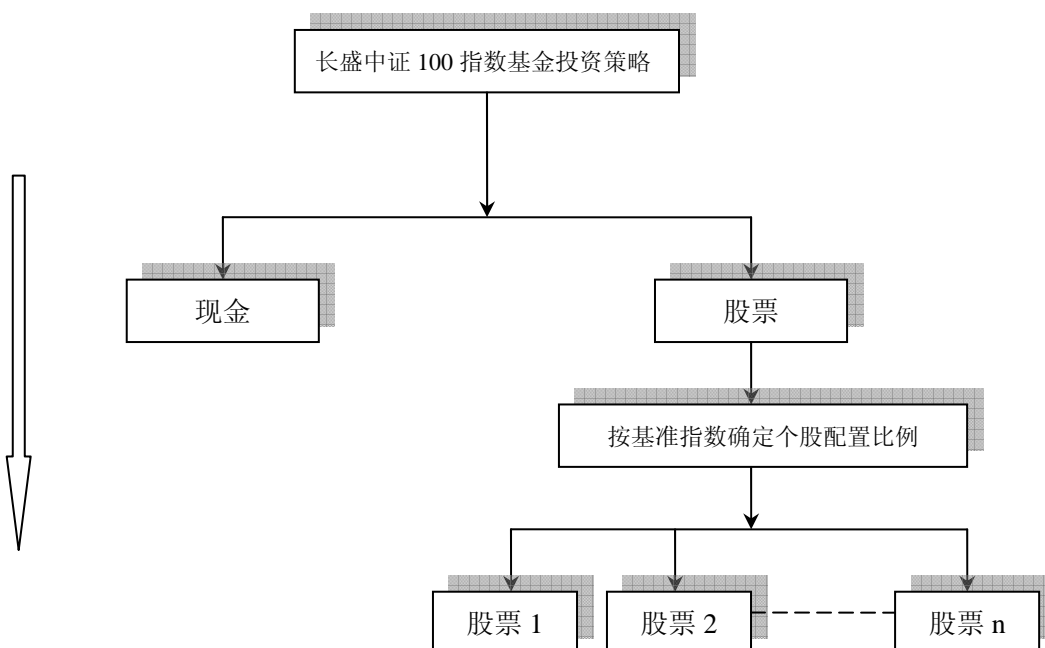 长盛中证 100 指数基金投资策略
现金
股票
按基准指数确定个股配置比例
股票 1
股票 2
股票 n